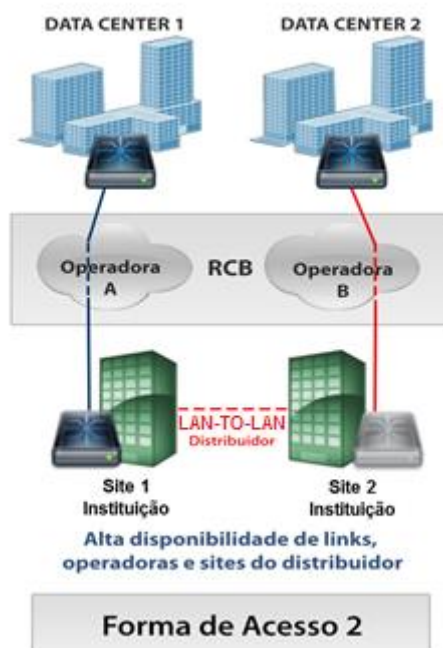 DATA CENTER 1
DATA CENTER 2
Operadora
A
RCB
Operadora
B
LAN-TO-LAN
Distribuidor
Site 1
Instituição
Site 2
Instituição
Alta disponibilidade de links,
operadoras e sites do distribuidor
Forma de Acesso 2